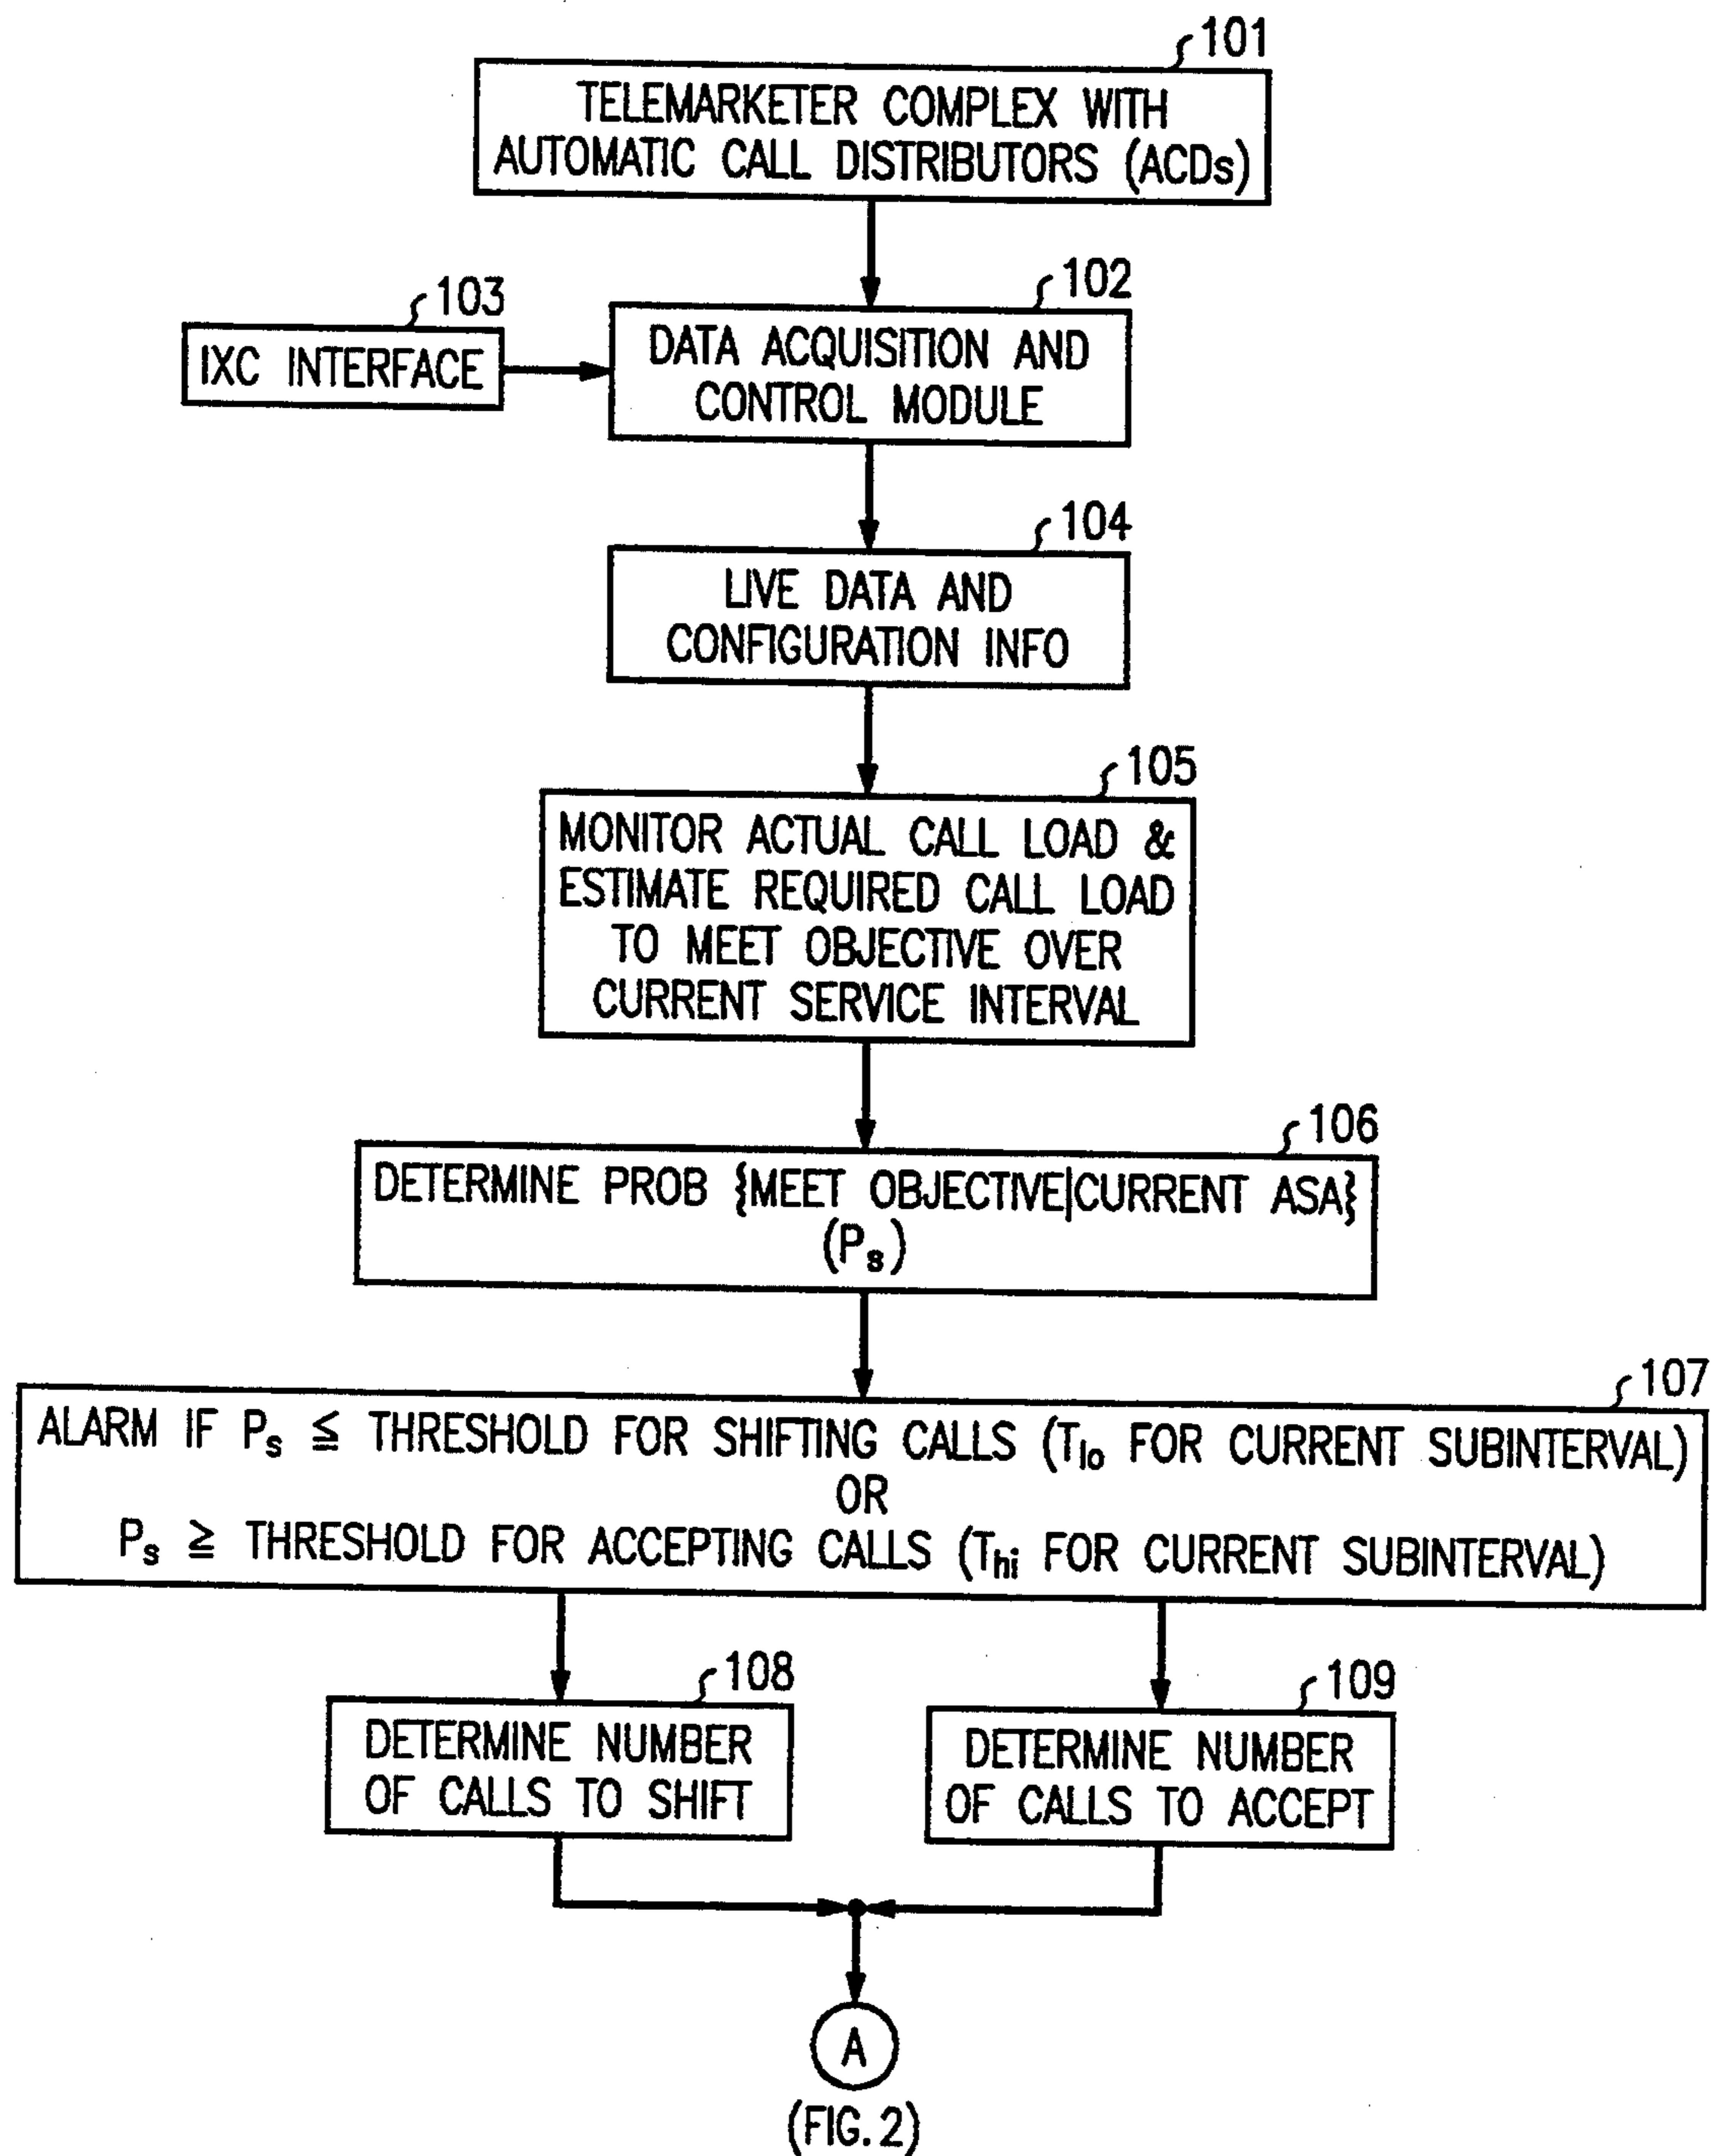 101
TELEMARKETER COMPLEX WITH
AUTOMATIC CALL DISTRIBUTORS (ACDs)
103
IXC INTERFACE
102
DATA ACQUISITION AND
CONTROL MODULE
104
LIVE DATA AND
CONFIGURATION INFO
105
MONITOR ACTUAL CALL LOAD &
ESTIMATE REQUIRED CALL LOAD
TO MEET OBJECTIVE OVER
CURRENT SERVICE INTERVAL
106
DETERMINE PROB {MEET OBJECTIVE|CURRENT ASA}
(Ps)
107
ALARM IF Ps ≦ THRESHOLD FOR SHIFTING CALLS (Tlo FOR CURRENT SUBINTERVAL)
OR
Ps ≧ THRESHOLD FOR ACCEPTING CALLS (Thi FOR CURRENT SUBINTERVAL)
108
DETERMINE NUMBER
OF CALLS TO SHIFT
109
DETERMINE NUMBER
OF CALLS TO ACCEPT
A
(FIG. 2)